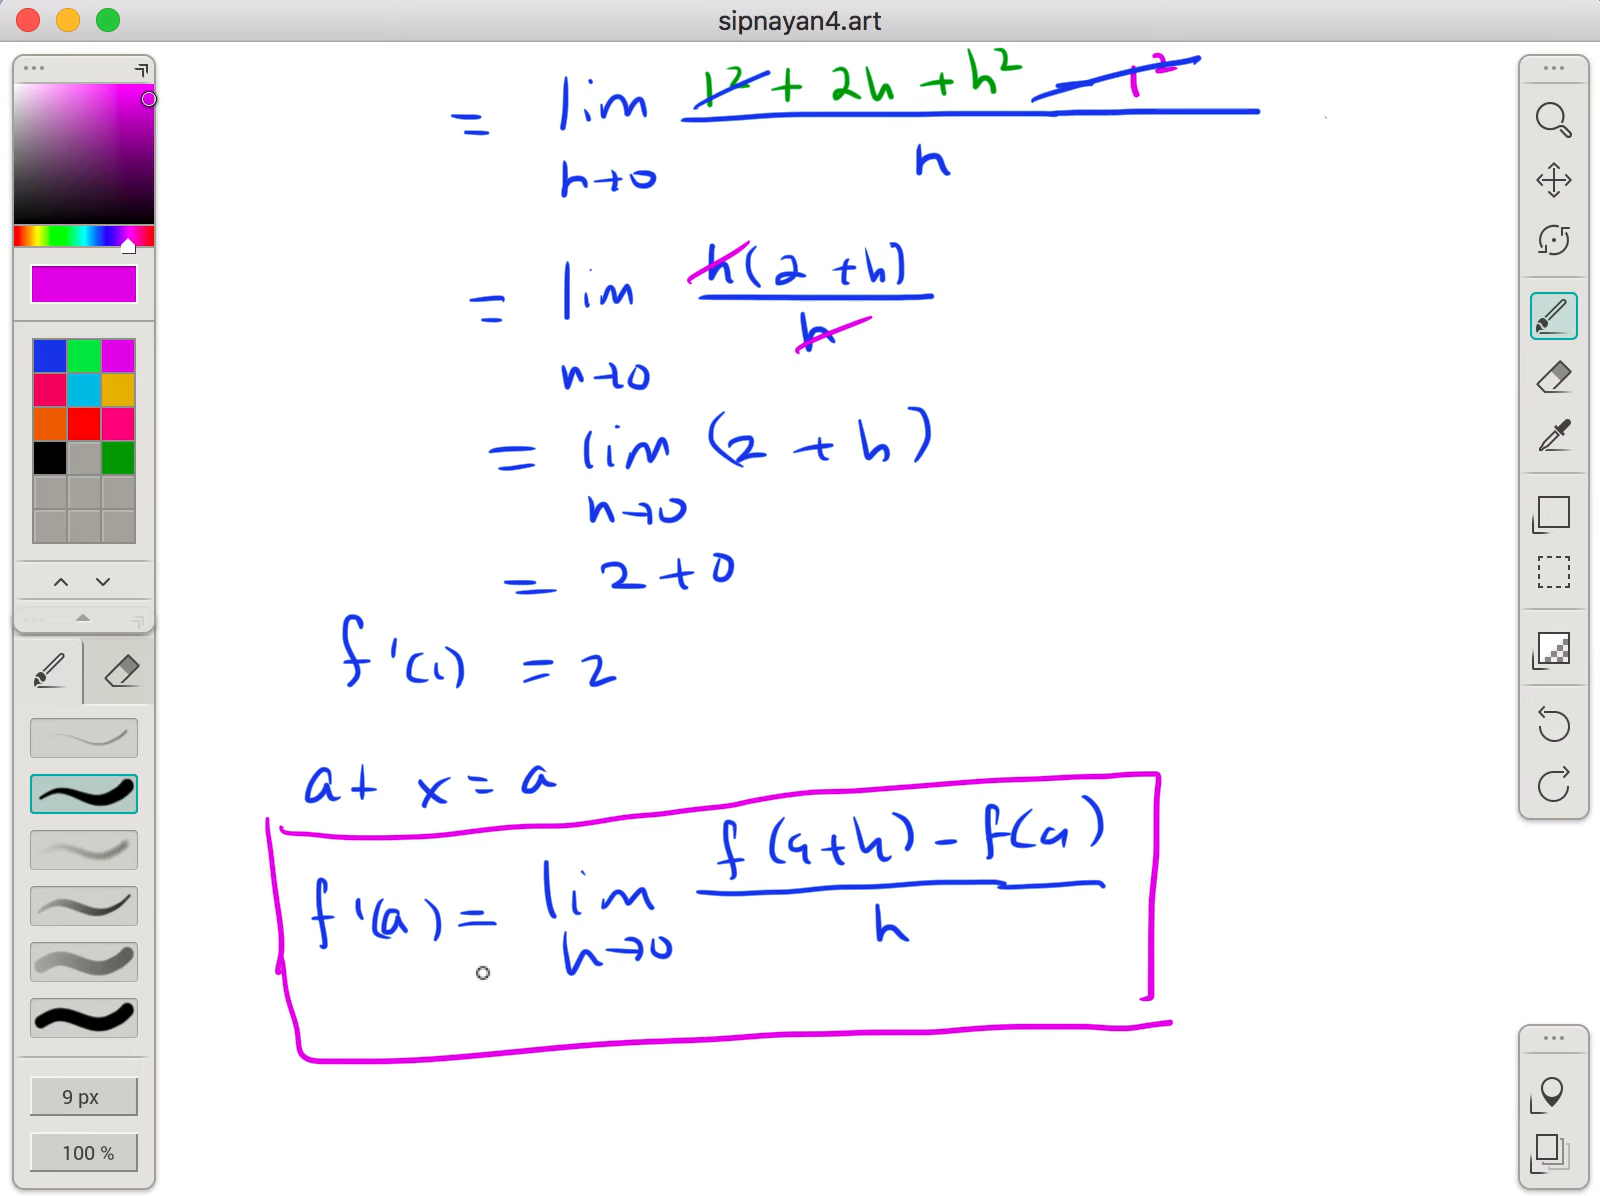 sipnayan4.art
= lim 1² + 2h + h² - 1²
h→0 h
= lim h(2 + h)
h
h→0
= lim (2 + h)
h→0
= 2 + 0
f'(1) = 2
at x = a
f'(a) = lim f(a+h) - f(a)
h→0 h
9 px
100 %